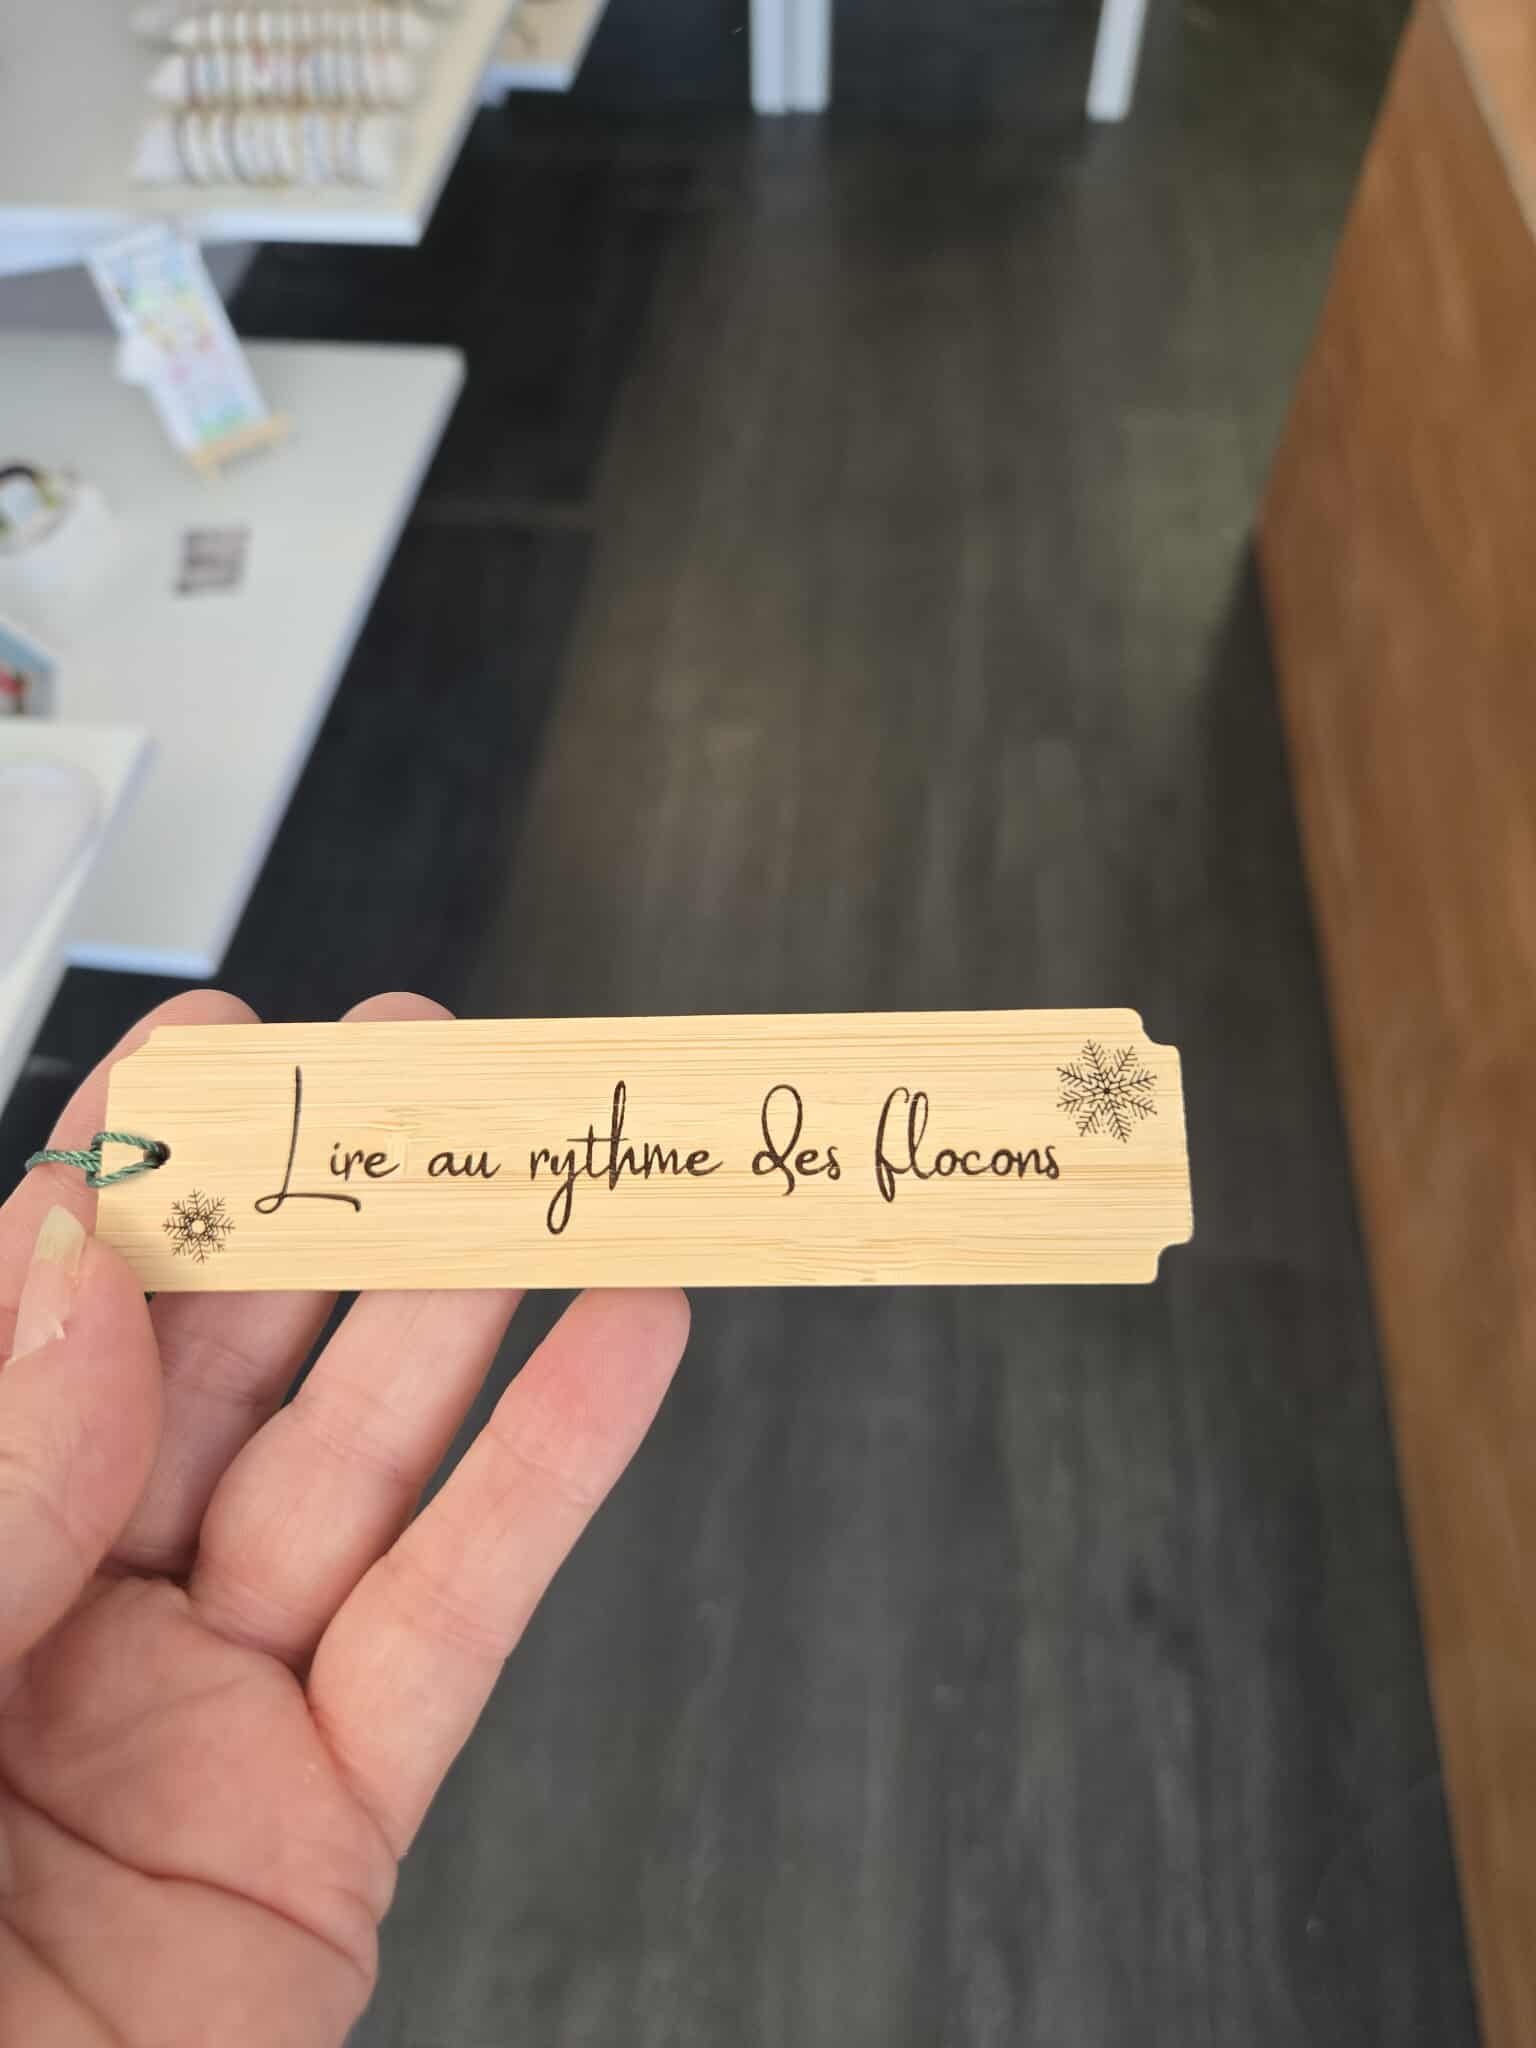 Lire au rythme des flocons